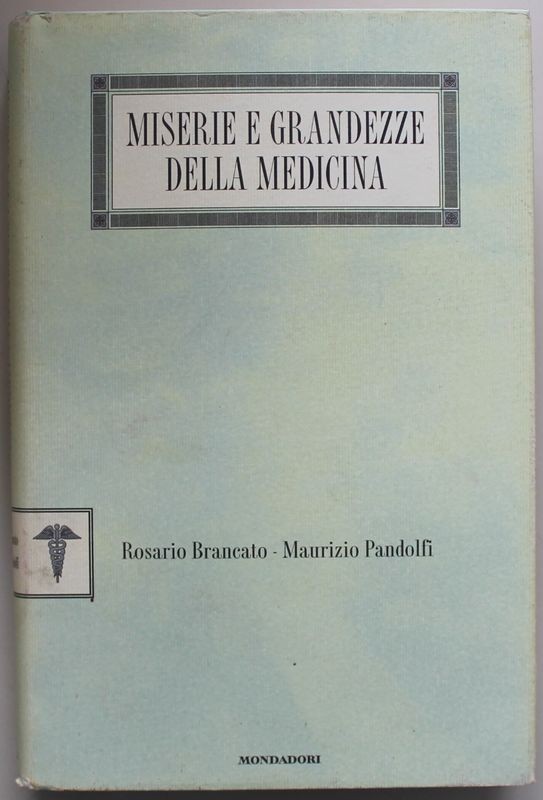 MISERIE E GRANDEZZE
DELLA MEDICINA
Rosario Brancato - Maurizio Pandolfi
MONDADORI